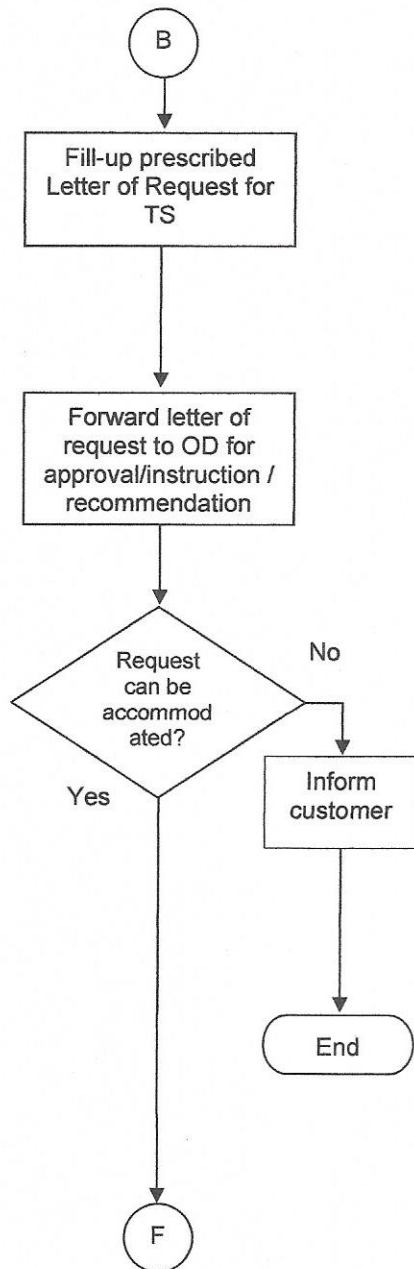 B
Fill-up prescribed
Letter of Request for
TS
Forward letter of
request to OD for
approval/instruction /
recommendation
Request
can be
accommod
ated?
No
Yes
Inform
customer
End
F